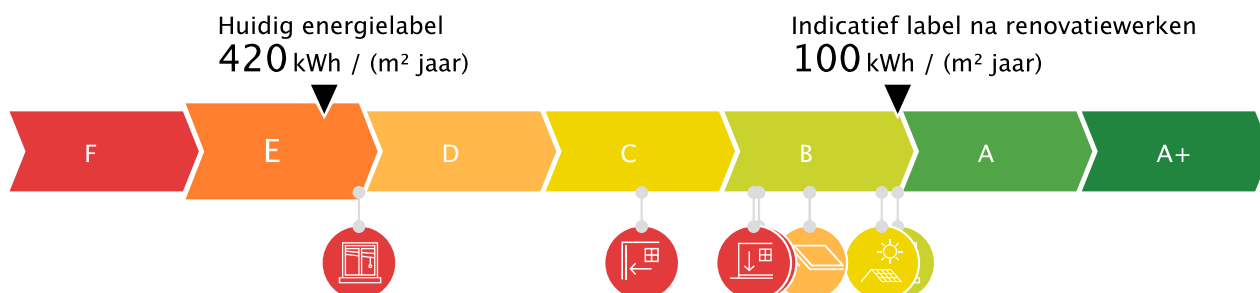 Huidig energielabel
420 kWh / (m² jaar)
Indicatief label na renovatiewerken
100 kWh / (m² jaar)
F E D C B A A+